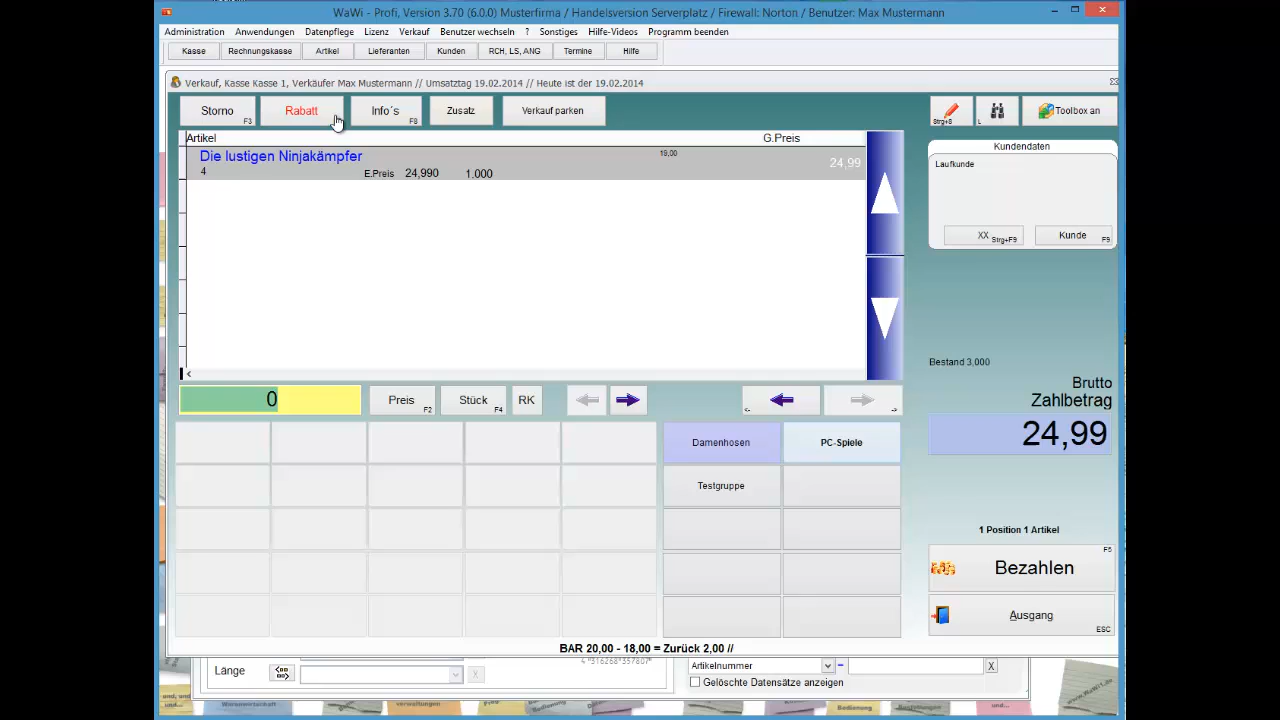 WaWi - Profi, Version 3.70 (6.0.0) Musterfirma / Handelsversion Serverplatz / Firewall: Norton / Benutzer: Max Mustermann
Administration Anwendungen Datenpflege Lizenz Verkauf Benutzer wechseln ? Sonstiges Hilfe-Videos Programm beenden
Kasse Rechnungskasse Artikel Lieferanten Kunden RCH, LS, ANG Termine Hilfe
Verkauf, Kasse Kasse 1, Verkäufer Max Mustermann // Umsatztag 19.02.2014 // Heute ist der 19.02.2014
Storno F3 Rabatt Info´s F8 Zusatz Verkauf parken Strg+S L Toolbox an
Artikel G.Preis
Die lustigen Ninjakämpfer 19,00 24,99
4 E.Preis 24,990 1,000
Kundendaten
Laufkunde
XX Strg+F9 Kunde F9
Bestand 3,000
Brutto
Zahlbetrag
24,99
0 Preis F2 Stück F4 RK
Damenhosen PC-Spiele
Testgruppe
1 Position 1 Artikel
Bezahlen F5
Ausgang ESC
BAR 20,00 - 18,00 = Zurück 2,00 //
Länge X Artikelnummer = X
Gelöschte Datensätze anzeigen